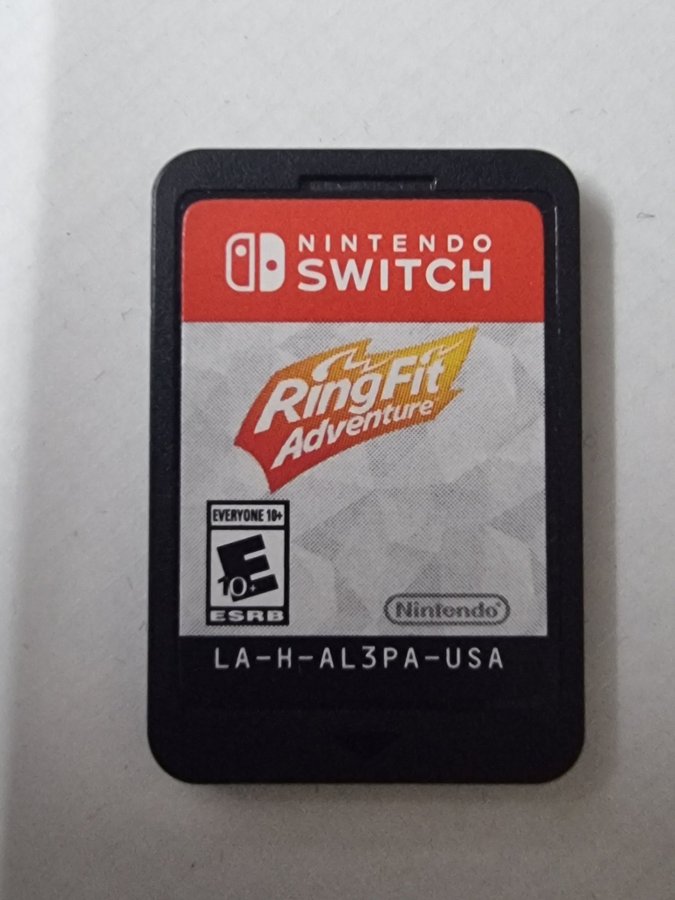 NINTENDO
SWITCH
RingFit
Adventure
EVERYONE 10+
E
10+
ESRB
Nintendo
LA-H-AL3PA-USA